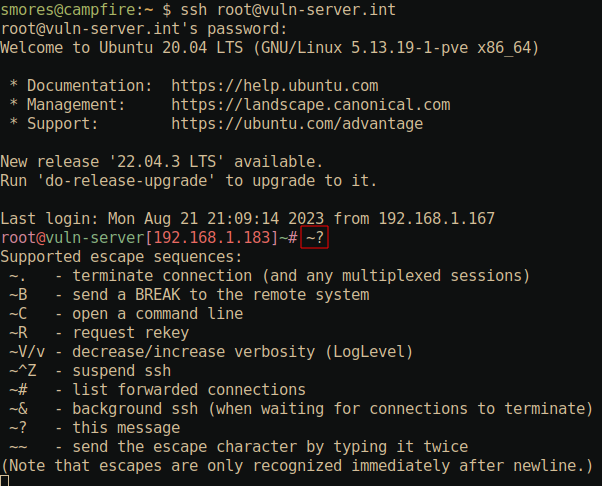 smores@campfire:~ $ ssh root@vuln-server.int
root@vuln-server.int's password:
Welcome to Ubuntu 20.04 LTS (GNU/Linux 5.13.19-1-pve x86_64)

 * Documentation:  https://help.ubuntu.com
 * Management:     https://landscape.canonical.com
 * Support:        https://ubuntu.com/advantage

New release '22.04.3 LTS' available.
Run 'do-release-upgrade' to upgrade to it.

Last login: Mon Aug 21 21:09:14 2023 from 192.168.1.167
root@vuln-server[192.168.1.183]~# ~?
Supported escape sequences:
 ~.   - terminate connection (and any multiplexed sessions)
 ~B   - send a BREAK to the remote system
 ~C   - open a command line
 ~R   - request rekey
 ~V/v - decrease/increase verbosity (LogLevel)
 ~^Z  - suspend ssh
 ~#   - list forwarded connections
 ~&   - background ssh (when waiting for connections to terminate)
 ~?   - this message
 ~~   - send the escape character by typing it twice
(Note that escapes are only recognized immediately after newline.)